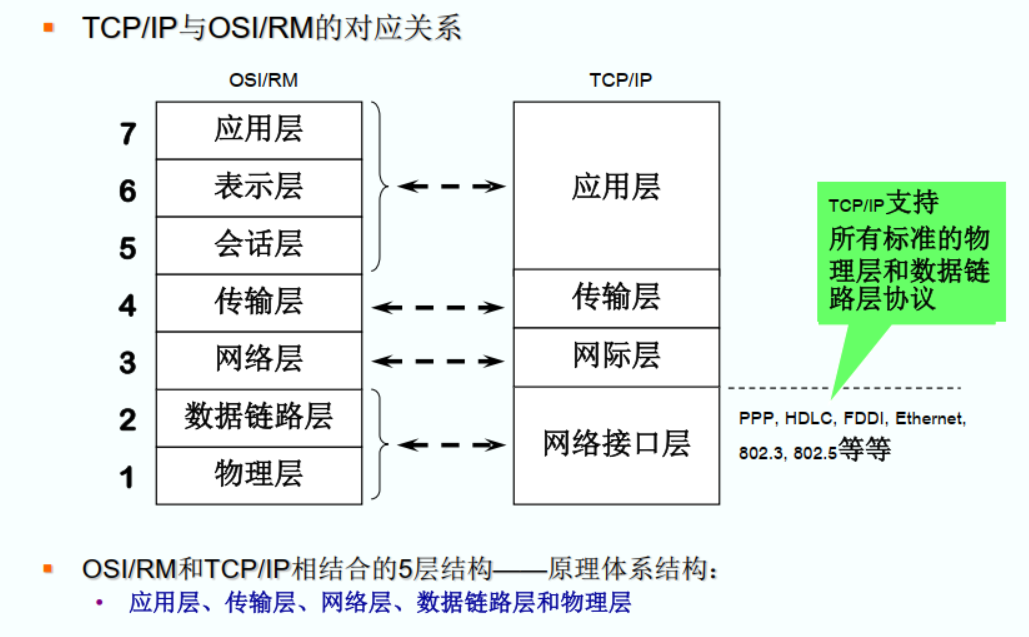 TCP/IP与OSI/RM的对应关系
OSI/RM
TCP/IP
7
应用层
6
表示层
5
会话层
4
传输层
3
网络层
2
数据链路层
1
物理层
应用层
传输层
网际层
网络接口层
TCP/IP支持
所有标准的物
理层和数据链
路层协议
PPP, HDLC, FDDI, Ethernet,
802.3, 802.5等等
OSI/RM和TCP/IP相结合的5层结构——原理体系结构：
应用层、传输层、网络层、数据链路层和物理层